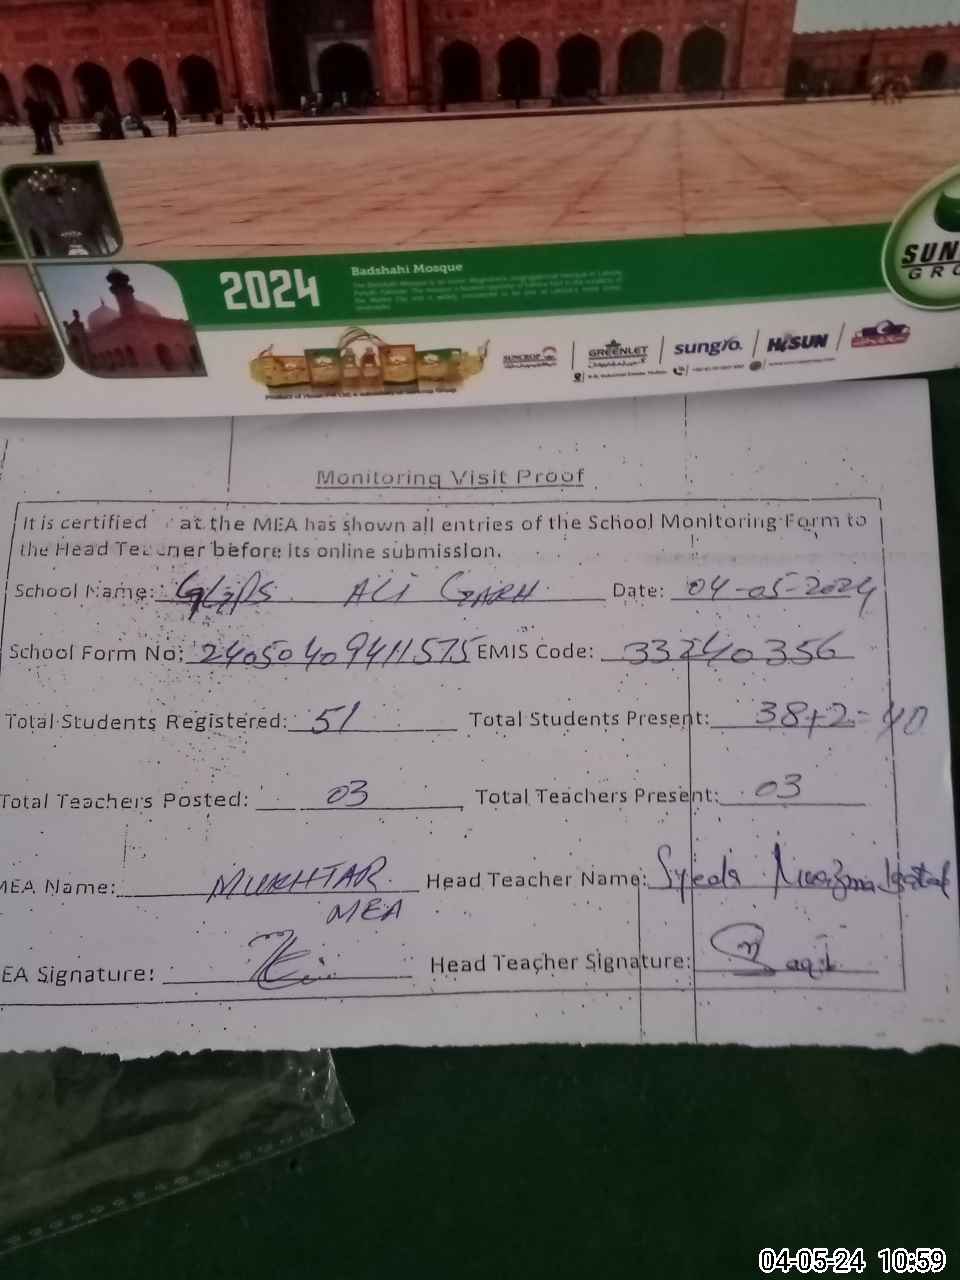 2024
Badshahi Mosque
SUN
GRO
SUNCROP
GREENLET
sungro.
HiSUN
Monitoring Visit Proof
It is certified at the MEA has shown all entries of the School Monitoring Form to
the Head Teacher before its online submission.
School Name: GGPS ALI GARH Date: 04-05-2024
School Form No: 24050409411575 EMIS Code: 33240356
Total Students Registered: 51 Total Students Present: 38+2=40
Total Teachers Posted: 03 Total Teachers Present: 03
MEA Name: MUKHTAR Head Teacher Name: Syeda
MEA
EA Signature: Head Teacher Signature:
04-05-24 10:59